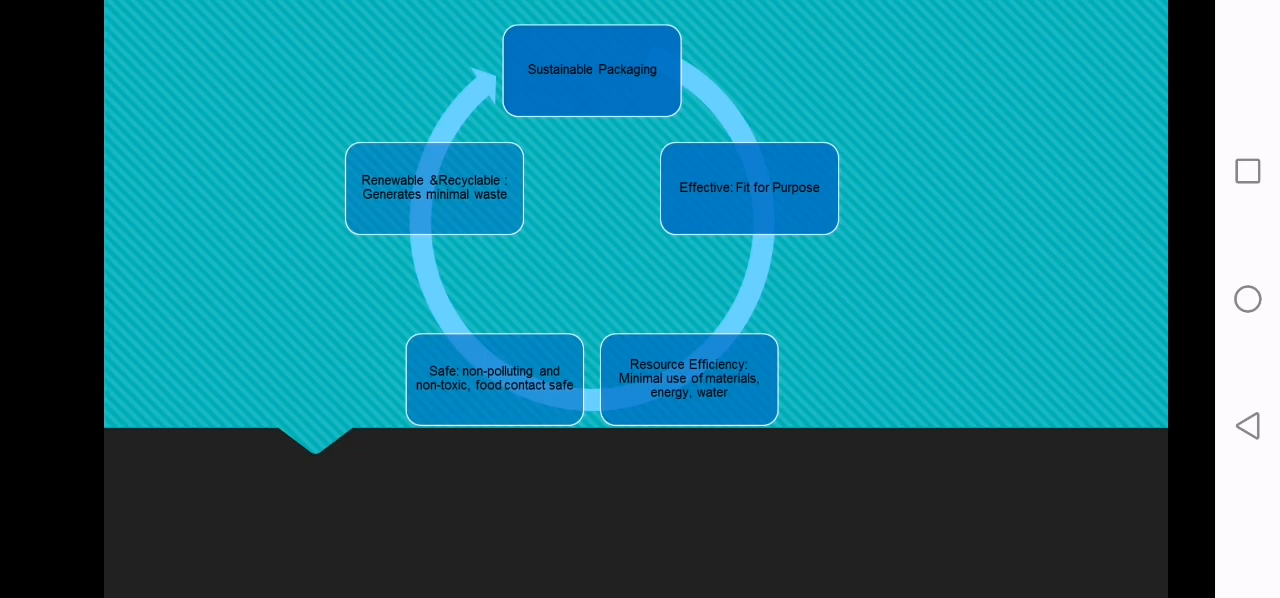 Sustainable Packaging
Effective: Fit for Purpose
Resource Efficiency:
Minimal use of materials,
energy, water
Safe: non-polluting and
non-toxic, food contact safe
Renewable &Recyclable :
Generates minimal waste